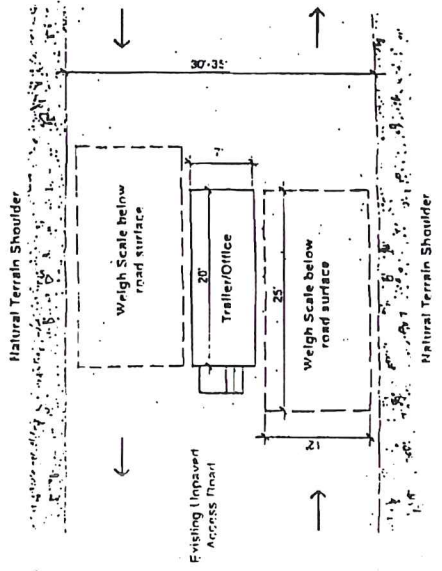 Natural Terrain Shoulder
30'-35'
Weigh Scale below
road surface
7'
20'
Trailer/Office
25'
Weigh Scale below
road surface
Existing Unpaved
Access Road
Natural Terrain Shoulder